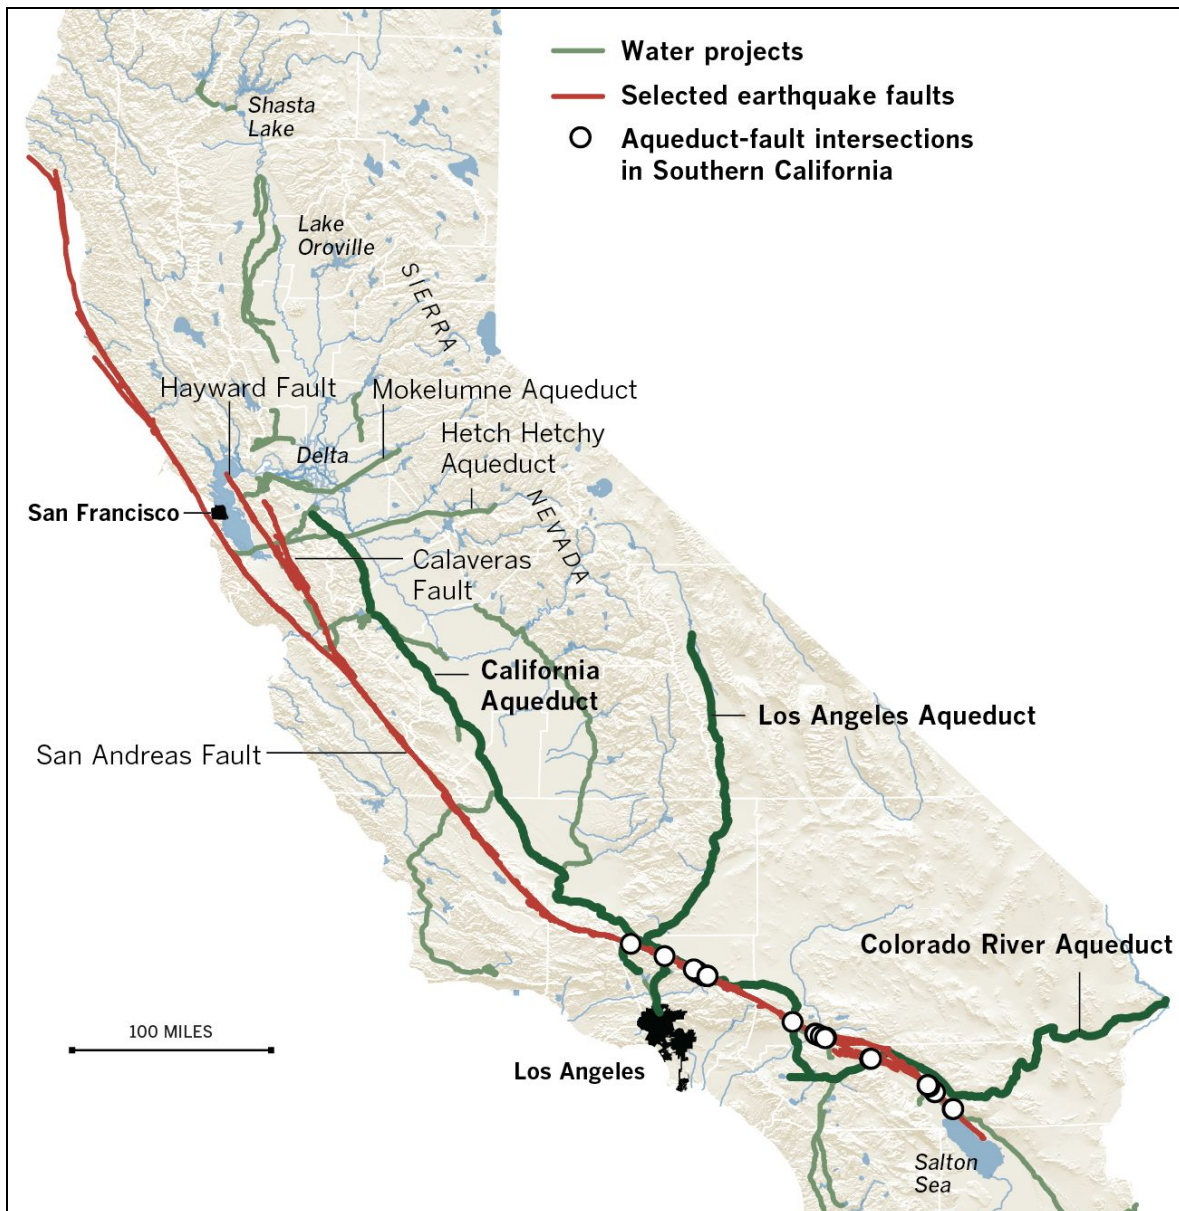 Water projects
Selected earthquake faults
Aqueduct-fault intersections
in Southern California
Shasta
Lake
Lake
Oroville
SIERRA
Hayward Fault
Mokelumne Aqueduct
Hetch Hetchy
Aqueduct
Delta
NEVADA
San Francisco
Calaveras
Fault
California
Aqueduct
Los Angeles Aqueduct
San Andreas Fault
Colorado River Aqueduct
100 MILES
Los Angeles
Salton
Sea